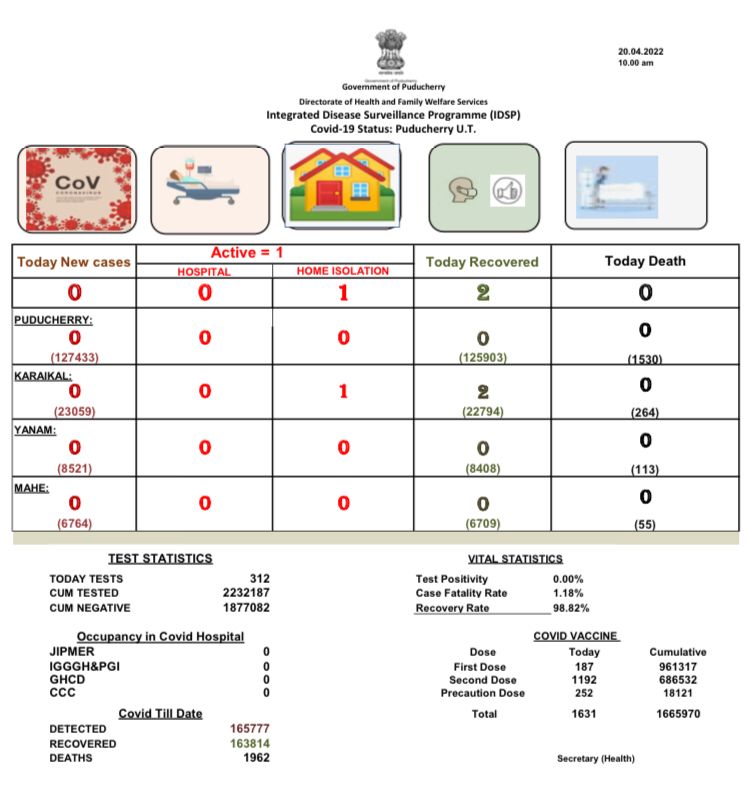 20.04.2022
10.00 am
Government of Puducherry
Directorate of Health and Family Welfare Services
Integrated Disease Surveillance Programme (IDSP)
Covid-19 Status: Puducherry U.T.
CoV
CORONAVIRUS
Today New cases
Active = 1
HOSPITAL HOME ISOLATION
Today Recovered
Today Death
0 0 1 2 0
PUDUCHERRY:
0 0 0 0 0
(127433) (125903) (1530)
KARAIKAL:
0 0 1 2 0
(23059) (22794) (264)
YANAM:
0 0 0 0 0
(8521) (8408) (113)
MAHE:
0 0 0 0 0
(6764) (6709) (55)
TEST STATISTICS
TODAY TESTS 312
CUM TESTED 2232187
CUM NEGATIVE 1877082
VITAL STATISTICS
Test Positivity 0.00%
Case Fatality Rate 1.18%
Recovery Rate 98.82%
Occupancy in Covid Hospital
JIPMER 0
IGGGH&PGI 0
GHCD 0
CCC 0
COVID VACCINE
Dose Today Cumulative
First Dose 187 961317
Second Dose 1192 686532
Precaution Dose 252 18121
Total 1631 1665970
Covid Till Date
DETECTED 165777
RECOVERED 163814
DEATHS 1962
Secretary (Health)